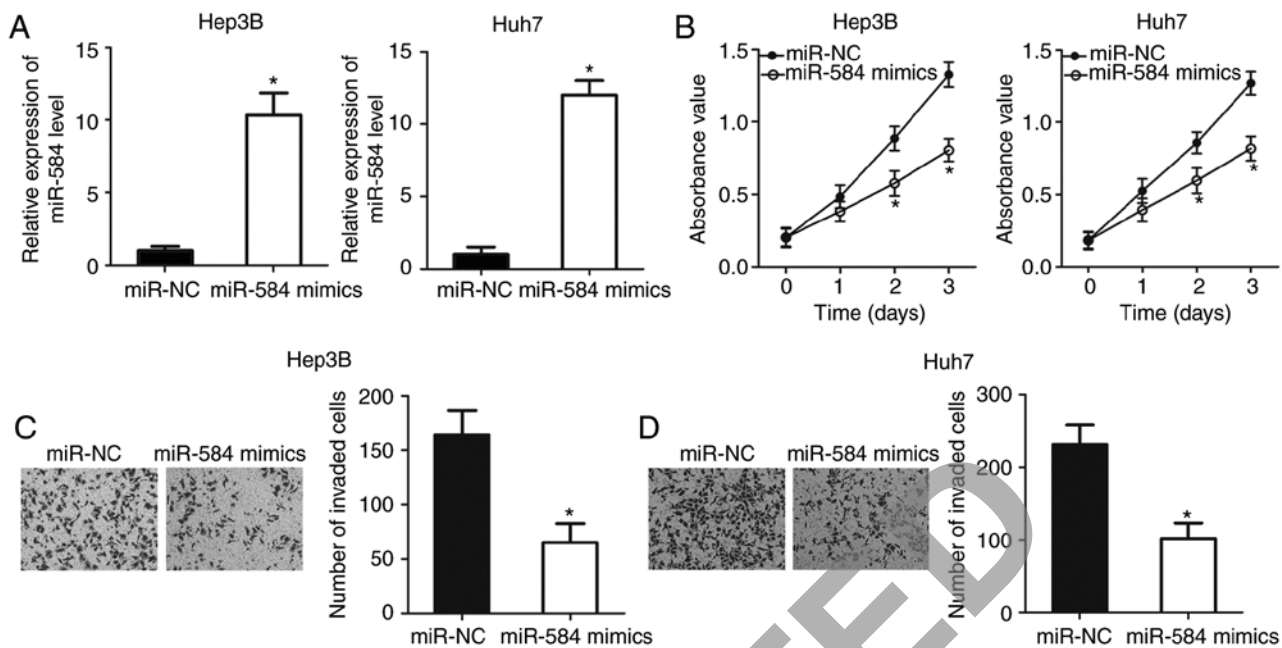 A
Hep3B
Relative expression of
miR-584 level
15
10
5
0
miR-NC
miR-584 mimics
*
Huh7
Relative expression of
miR-584 level
15
10
5
0
miR-NC
miR-584 mimics
*
B
Hep3B
miR-NC
miR-584 mimics
Absorbance value
1.5
1.0
0.5
0.0
*
*
0 1 2 3
Time (days)
Huh7
miR-NC
miR-584 mimics
Absorbance value
1.5
1.0
0.5
0.0
*
*
0 1 2 3
Time (days)
Hep3B
C
miR-NC
miR-584 mimics
Number of invaded cells
200
150
100
50
0
*
miR-NC
miR-584 mimics
Huh7
D
miR-NC
miR-584 mimics
Number of invaded cells
300
200
100
0
*
miR-NC
miR-584 mimics